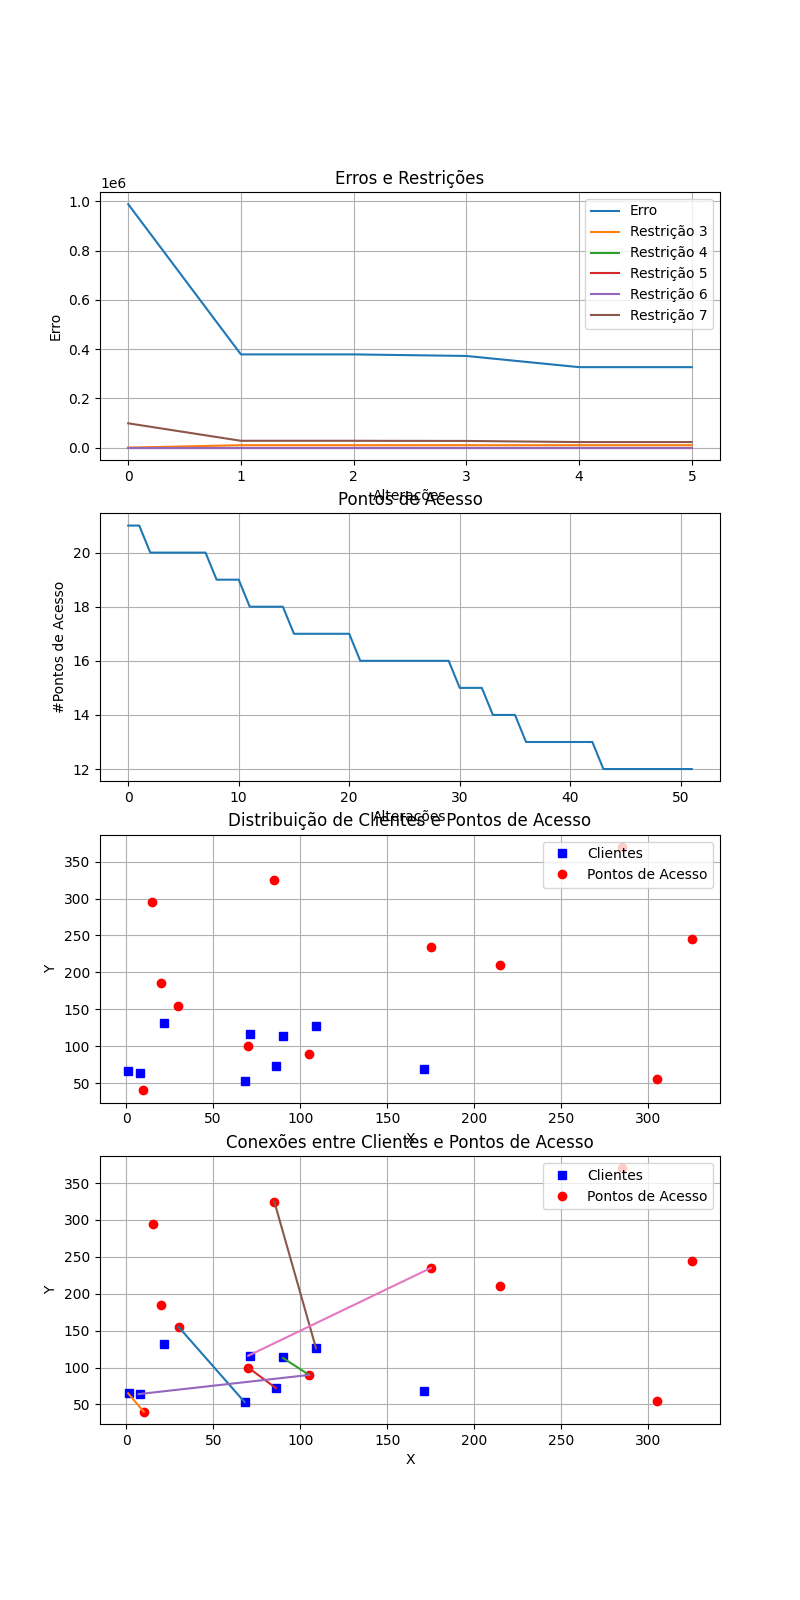 Erros e Restrições
1e6
1.0
0.8
0.6
0.4
0.2
0.0
Erro
Erro
Restrição 3
Restrição 4
Restrição 5
Restrição 6
Restrição 7
0 1 2 3 4 5
Alterações
Pontos de Acesso
20
18
16
14
12
#Pontos de Acesso
0 10 20 30 40 50
Alterações
Distribuição de Clientes e Pontos de Acesso
350
300
250
200
150
100
50
Y
Clientes
Pontos de Acesso
0 50 100 150 200 250 300
X
Conexões entre Clientes e Pontos de Acesso
350
300
250
200
150
100
50
Y
Clientes
Pontos de Acesso
0 50 100 150 200 250 300
X